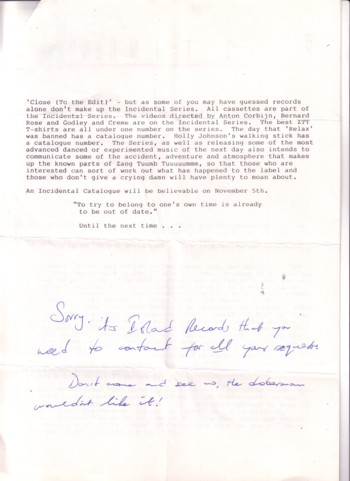 'Close (To the Edit)' - but as some of you may have guessed records
alone don't make up the Incidental Series. All cassettes are part of
the Incidental Series. The videos directed by Anton Corbijn, Bernard
Rose and Godley and Creme are on the Incidental Series. The best ZTT
T-shirts are all under one number on the series. The day that 'Relax'
was banned has a catalogue number. Holly Johnson's walking stick has
a catalogue number. The Series, as well as releasing some of the most
advanced danced or experimented music of the next day also intends to
communicate some of the accident, adventure and atmosphere that makes
up the known parts of Zang Tuumb Tuuuuummm, so that those who are
interested can sort of work out what has happened to the label and
those who don't give a crying damn will have plenty to moan about.
An Incidental Catalogue will be believable on November 5th.
"To try to belong to one's own time is already
to be out of date."
Until the next time . . .
Sorry. its Island Records that you
need to contact for all your requests
Don't come and see us, the doberman
wouldnt like it!